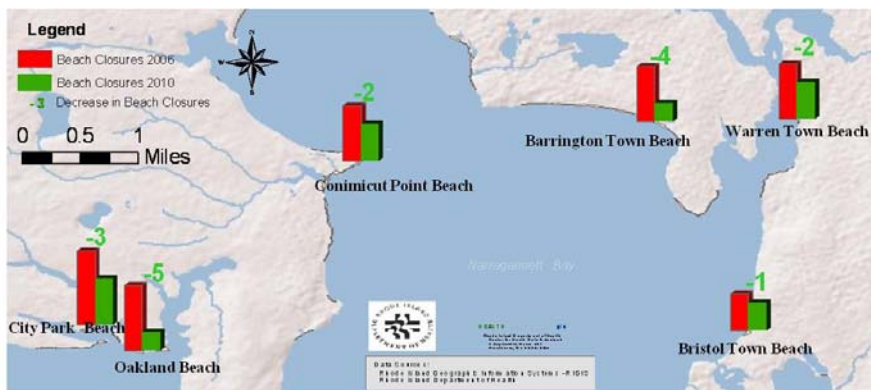 Legend
Beach Closures 2006
Beach Closures 2010
-3 Decrease in Beach Closures
0 0.5 1
Miles
N
W E
S
-2
Conimicut Point Beach
-4
Barrington Town Beach
-2
Warren Town Beach
-3
City Park Beach
-5
Oakland Beach
Narragansett Bay
-1
Bristol Town Beach
Data Sources:
Rhode Island Geographic Information Systems -RIGIS
Rhode Island Department of Health